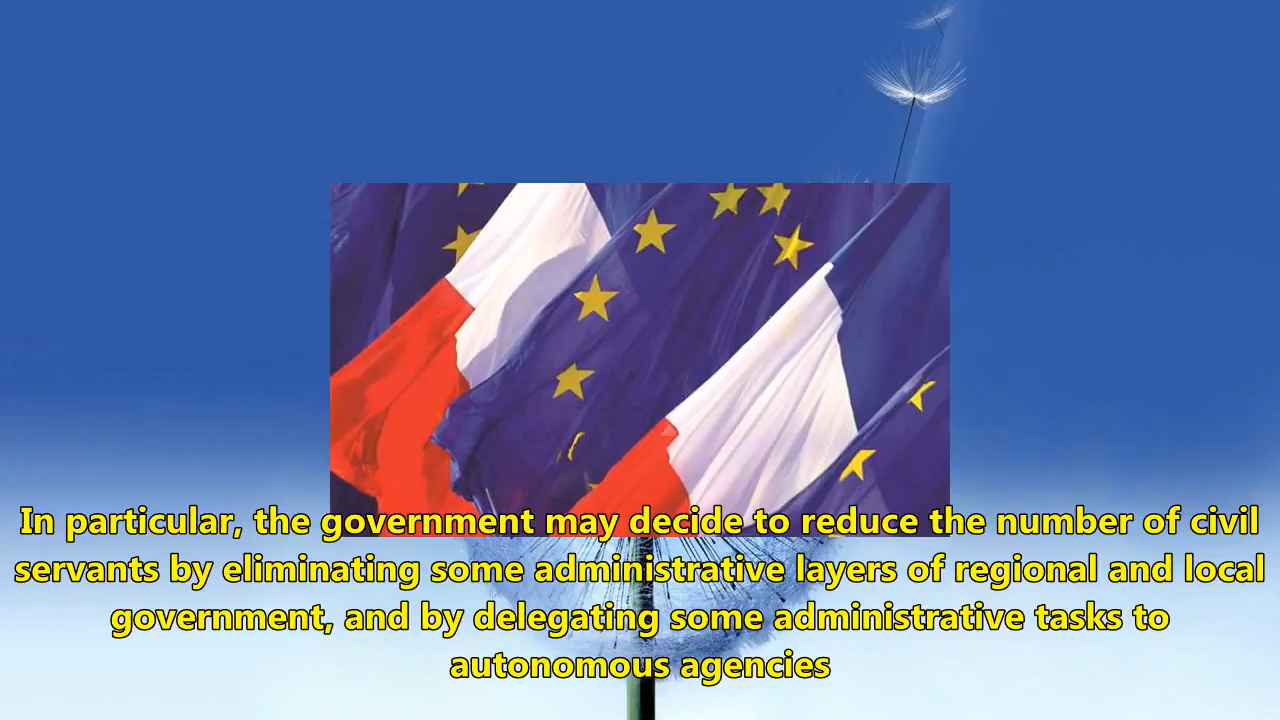 In particular, the government may decide to reduce the number of civil
servants by eliminating some administrative layers of regional and local
government, and by delegating some administrative tasks to
autonomous agencies